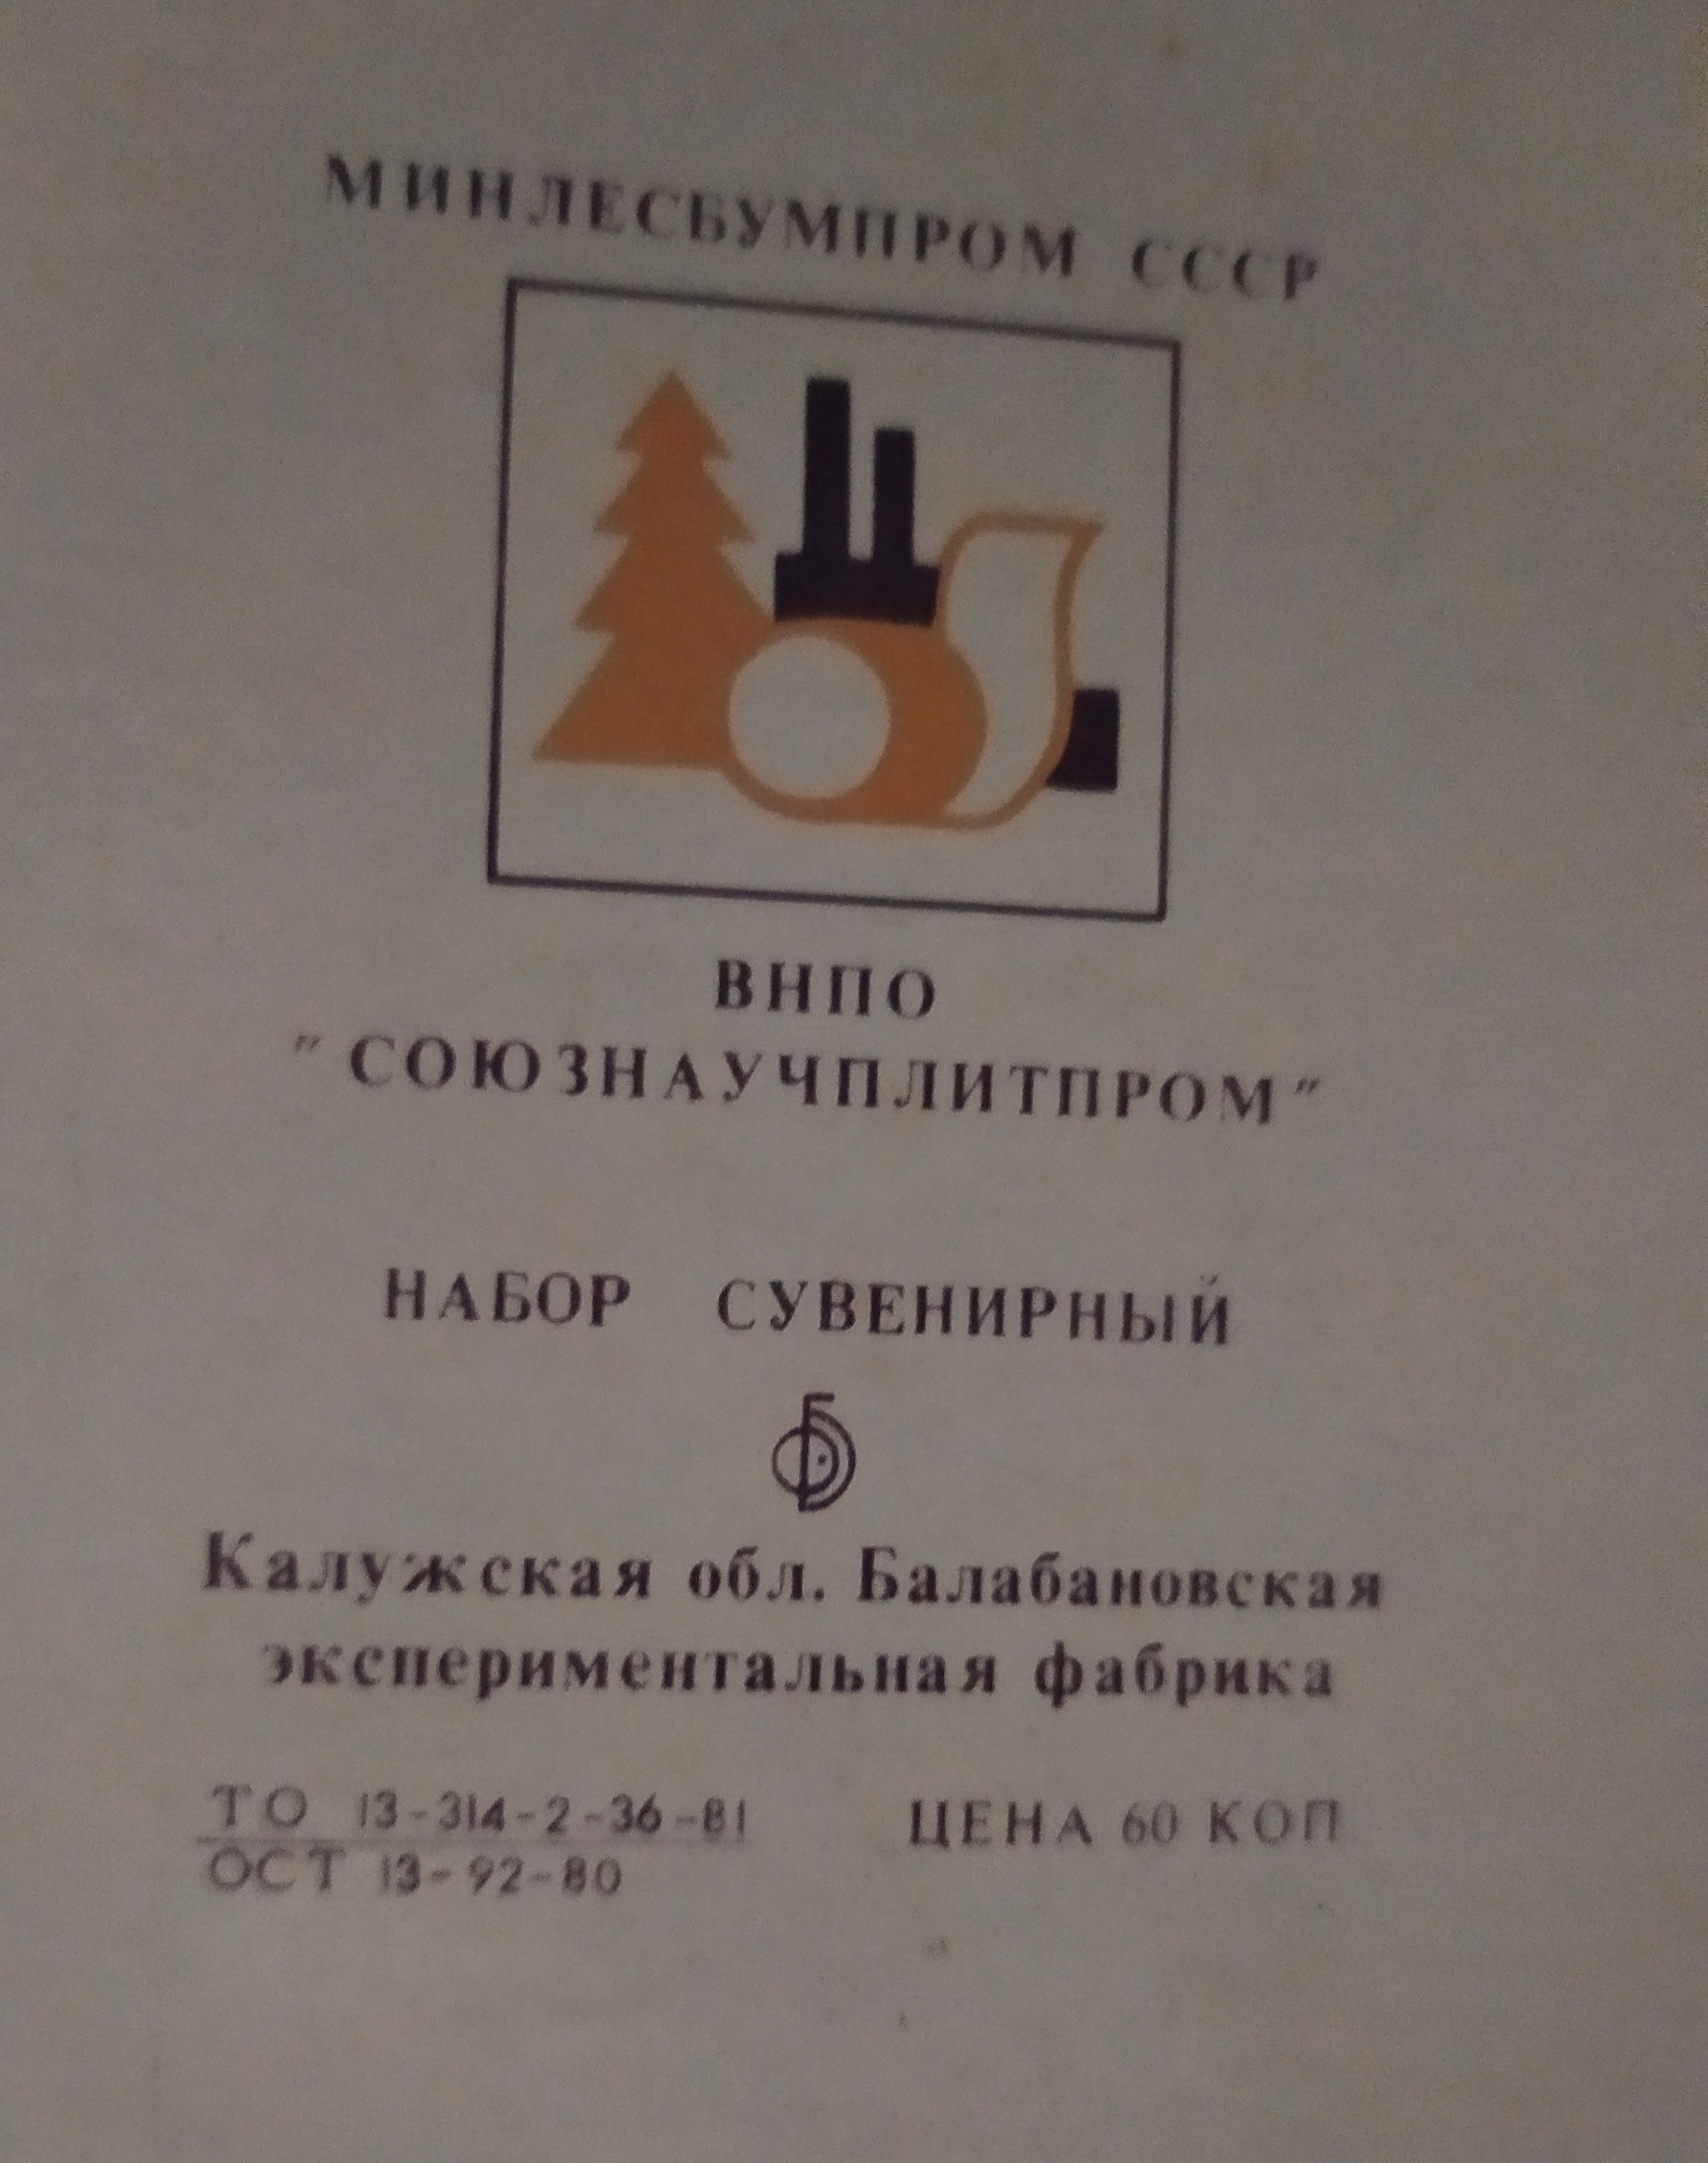 МИНЛЕСБУМПРОМ СССР
ВНПО
"СОЮЗНАУЧПЛИТПРОМ"
НАБОР СУВЕНИРНЫЙ
Калужская обл. Балабановская
экспериментальная фабрика
ТО 13-314-2-36-81 ЦЕНА 60 КОП
ОСТ 13-92-80